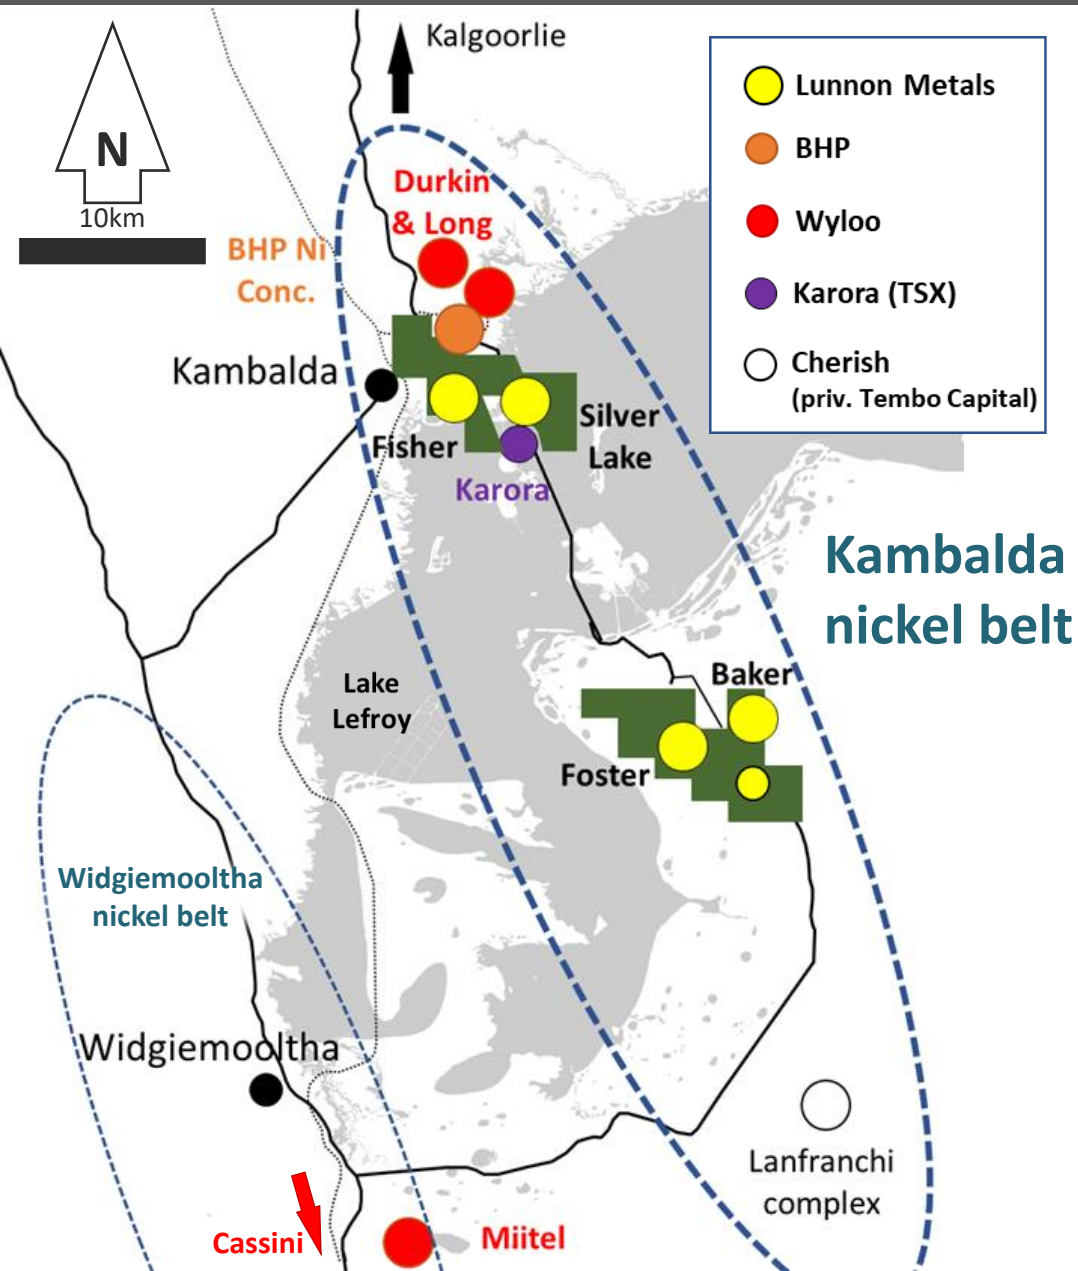 Kalgoorlie
N
10km
Lunnon Metals
BHP
Wyloo
Karora (TSX)
Cherish
(priv. Tembo Capital)
Durkin
& Long
BHP Ni
Conc.
Kambalda
Fisher
Silver
Lake
Karora
Kambalda
nickel belt
Lake
Lefroy
Baker
Foster
Widgiemooltha
nickel belt
Widgiemooltha
Lanfranchi
complex
Cassini
Miitel